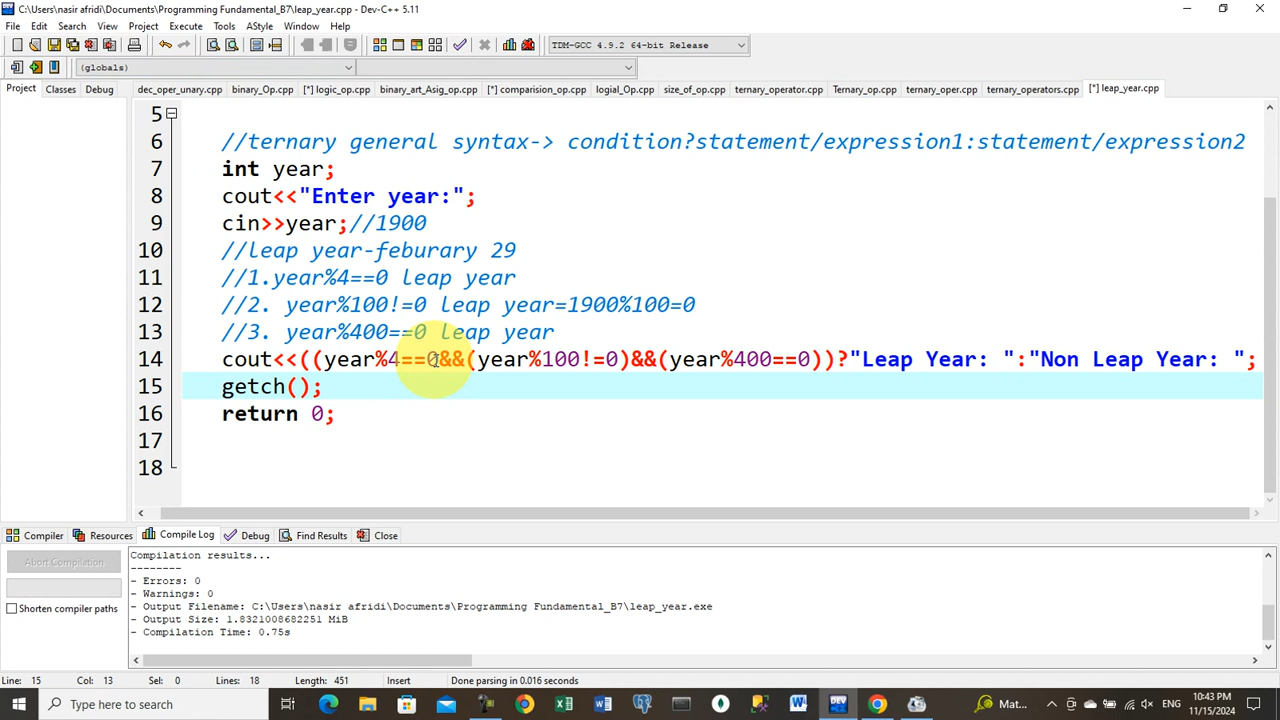 C:\Users\nasir afridi\Documents\Programming Fundamental_B7\leap_year.cpp - Dev-C++ 5.11
File Edit Search View Project Execute Tools AStyle Window Help
TDM-GCC 4.9.2 64-bit Release
(globals)
Project Classes Debug
dec_oper_unary.cpp binary_Op.cpp [*] logic_op.cpp binary_art_Asig_op.cpp [*] comparision_op.cpp logial_Op.cpp size_of_op.cpp ternary_operator.cpp Ternary_op.cpp ternary_oper.cpp ternary_operators.cpp [*] leap_year.cpp
5
6 //ternary general syntax-> condition?statement/expression1:statement/expression2
7 int year;
8 cout<<"Enter year:";
9 cin>>year;//1900
10 //leap year-feburary 29
11 //1.year%4==0 leap year
12 //2. year%100!=0 leap year=1900%100=0
13 //3. year%400==0 leap year
14 cout<<((year%4==0&&(year%100!=0)&&(year%400==0))?"Leap Year: ":"Non Leap Year: ";
15 getch();
16 return 0;
17
18
Compiler Resources Compile Log Debug Find Results Close
Abort Compilation
Shorten compiler paths
Compilation results...
--------
- Errors: 0
- Warnings: 0
- Output Filename: C:\Users\nasir afridi\Documents\Programming Fundamental_B7\leap_year.exe
- Output Size: 1.8321008682251 MiB
- Compilation Time: 0.75s
Line: 15 Col: 13 Sel: 0 Lines: 18 Length: 451 Insert Done parsing in 0.016 seconds
Type here to search
Mat...
ENG
10:43 PM
11/15/2024